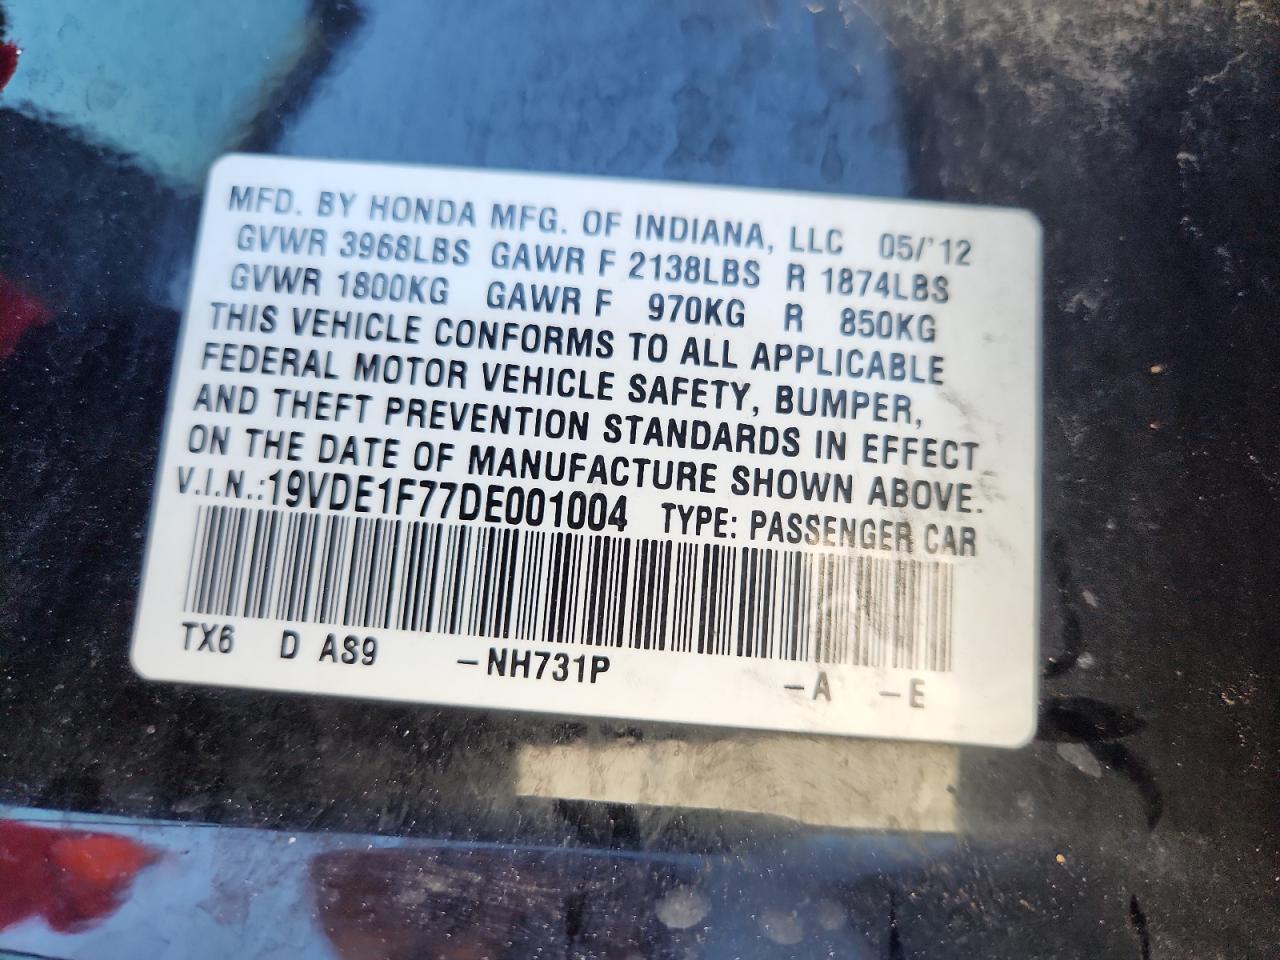 MFD. BY HONDA MFG. OF INDIANA, LLC 05/'12
GVWR 3968LBS GAWR F 2138LBS R 1874LBS
GVWR 1800KG GAWR F 970KG R 850KG
THIS VEHICLE CONFORMS TO ALL APPLICABLE
FEDERAL MOTOR VEHICLE SAFETY, BUMPER,
AND THEFT PREVENTION STANDARDS IN EFFECT
ON THE DATE OF MANUFACTURE SHOWN ABOVE.
V.I.N.:19VDE1F77DE001004 TYPE: PASSENGER CAR
TX6 D AS9 -NH731P -A -E